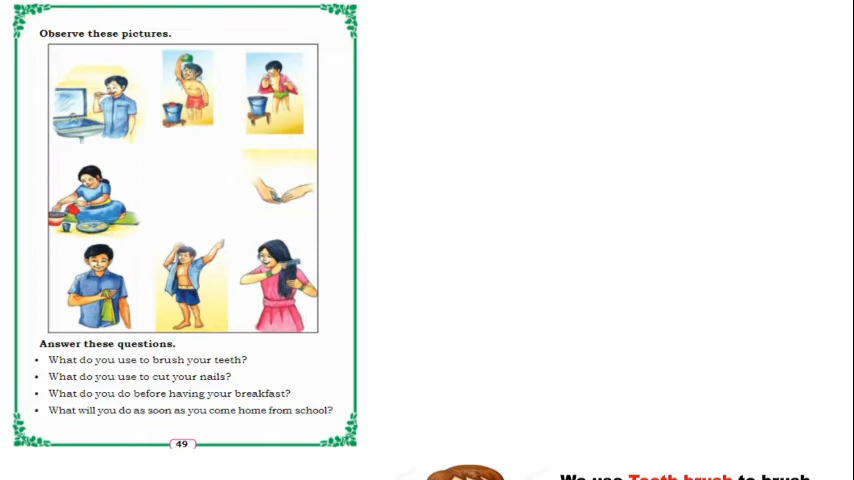 Observe these pictures.
Answer these questions.
• What do you use to brush your teeth?
• What do you use to cut your nails?
• What do you do before having your breakfast?
• What will you do as soon as you come home from school?
49
We use Teeth brush to brush